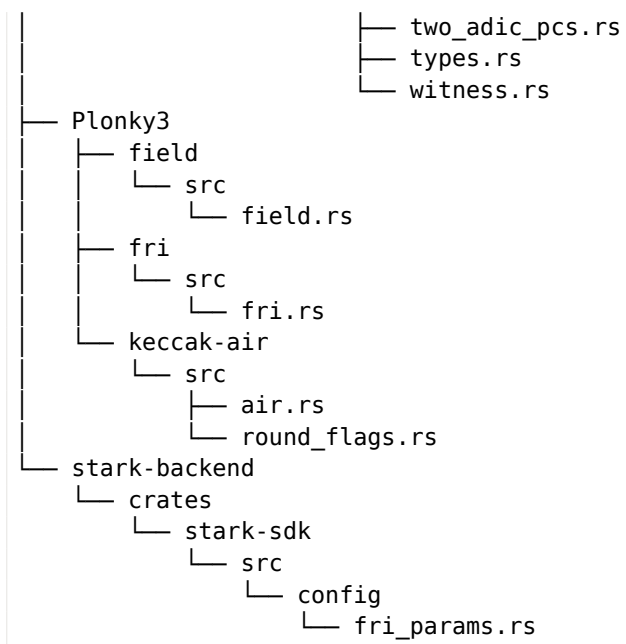 │                       ├── two_adic_pcs.rs
│                       ├── types.rs
│                       └── witness.rs
├── Plonky3
│   ├── field
│   │   └── src
│   │       └── field.rs
│   ├── fri
│   │   └── src
│   │       └── fri.rs
│   └── keccak-air
│       └── src
│           ├── air.rs
│           └── round_flags.rs
└── stark-backend
    └── crates
        └── stark-sdk
            └── src
                └── config
                    └── fri_params.rs